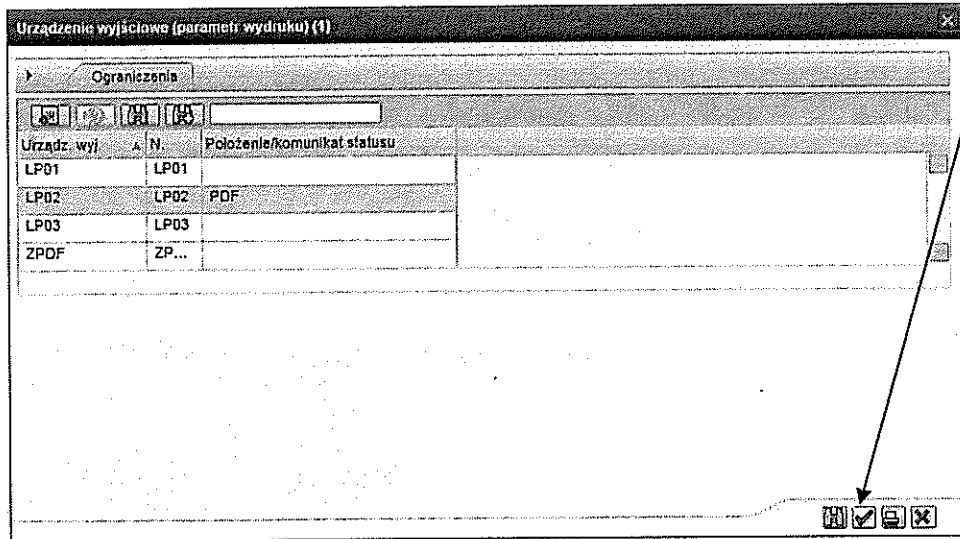 Urządzenie wyjściowe (parametr wydruku) (1)
Ograniczenia
Urządz. wyj N. Położenie/komunikat statusu
LP01 LP01
LP02 LP02 PDF
LP03 LP03
ZPDF ZP...